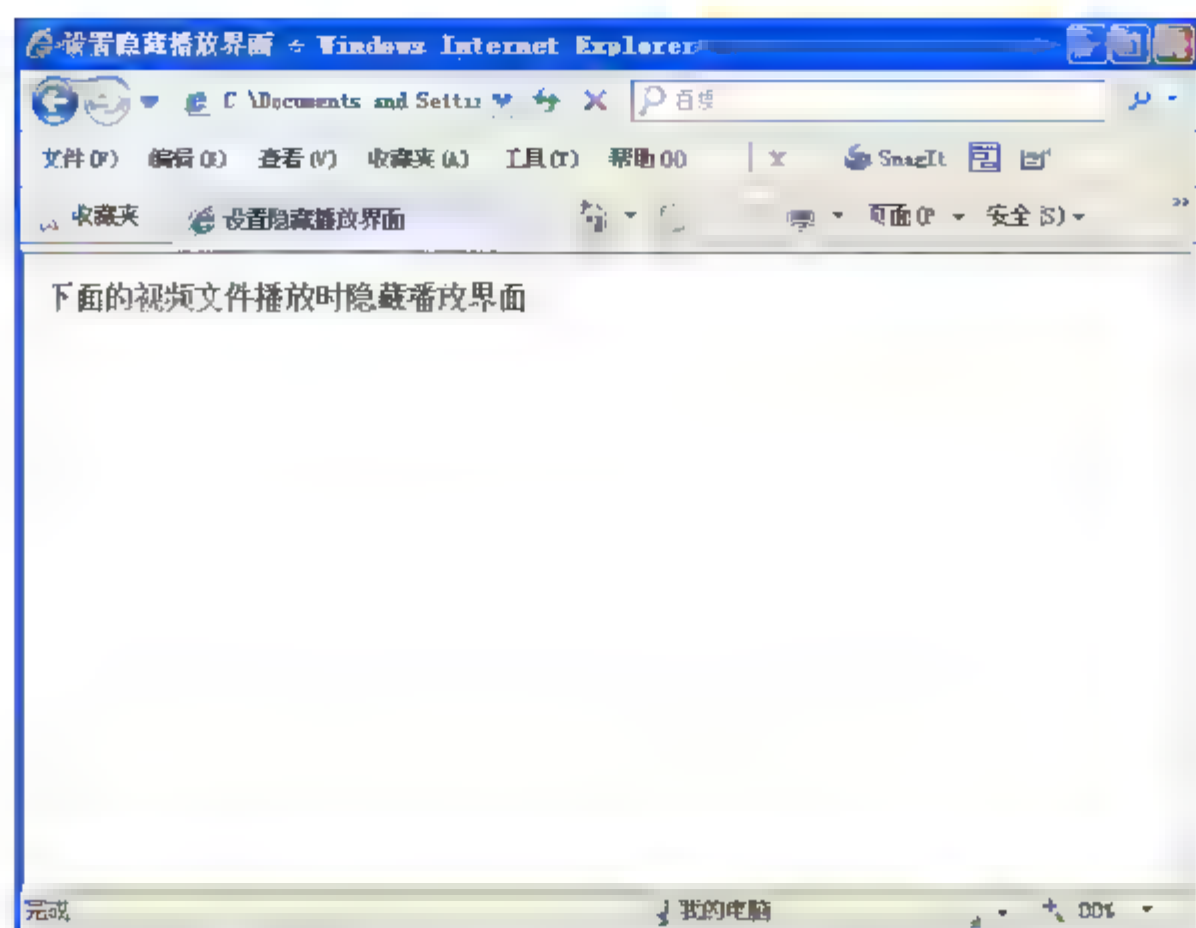 设置隐藏播放界面 - Windows Internet Explorer
C:\Documents and Settin 百度
文件(F) 编辑(E) 查看(V) 收藏夹(A) 工具(T) 帮助(H) x SnagIt
收藏夹 设置隐藏播放界面 页面(P) 安全(S) »
下面的视频文件播放时隐藏播放界面
完成 我的电脑 00%